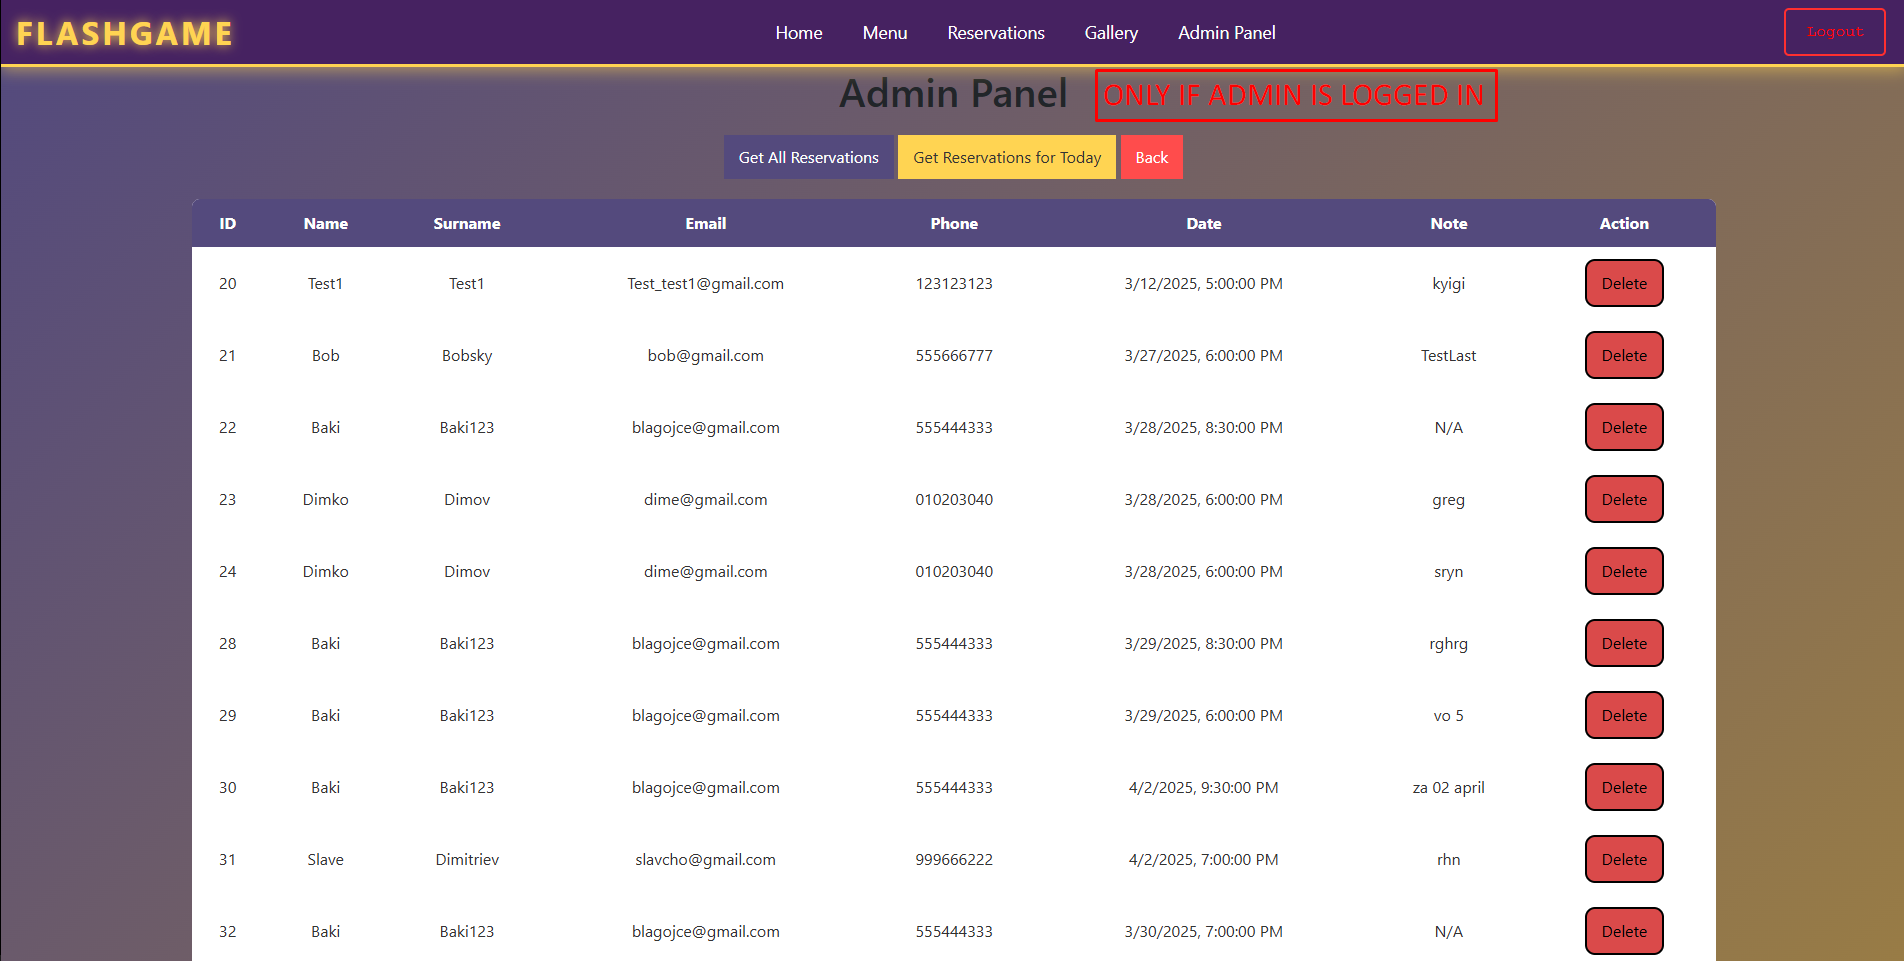 FLASHGAME Home Menu Reservations Gallery Admin Panel Logout
Admin Panel ONLY IF ADMIN IS LOGGED IN
Get All Reservations Get Reservations for Today Back
ID Name Surname Email Phone Date Note Action
20 Test1 Test1 Test_test1@gmail.com 123123123 3/12/2025, 5:00:00 PM kyigi Delete
21 Bob Bobsky bob@gmail.com 555666777 3/27/2025, 6:00:00 PM TestLast Delete
22 Baki Baki123 blagojce@gmail.com 555444333 3/28/2025, 8:30:00 PM N/A Delete
23 Dimko Dimov dime@gmail.com 010203040 3/28/2025, 6:00:00 PM greg Delete
24 Dimko Dimov dime@gmail.com 010203040 3/28/2025, 6:00:00 PM sryn Delete
28 Baki Baki123 blagojce@gmail.com 555444333 3/29/2025, 8:30:00 PM rghrg Delete
29 Baki Baki123 blagojce@gmail.com 555444333 3/29/2025, 6:00:00 PM vo 5 Delete
30 Baki Baki123 blagojce@gmail.com 555444333 4/2/2025, 9:30:00 PM za 02 april Delete
31 Slave Dimitriev slavcho@gmail.com 999666222 4/2/2025, 7:00:00 PM rhn Delete
32 Baki Baki123 blagojce@gmail.com 555444333 3/30/2025, 7:00:00 PM N/A Delete